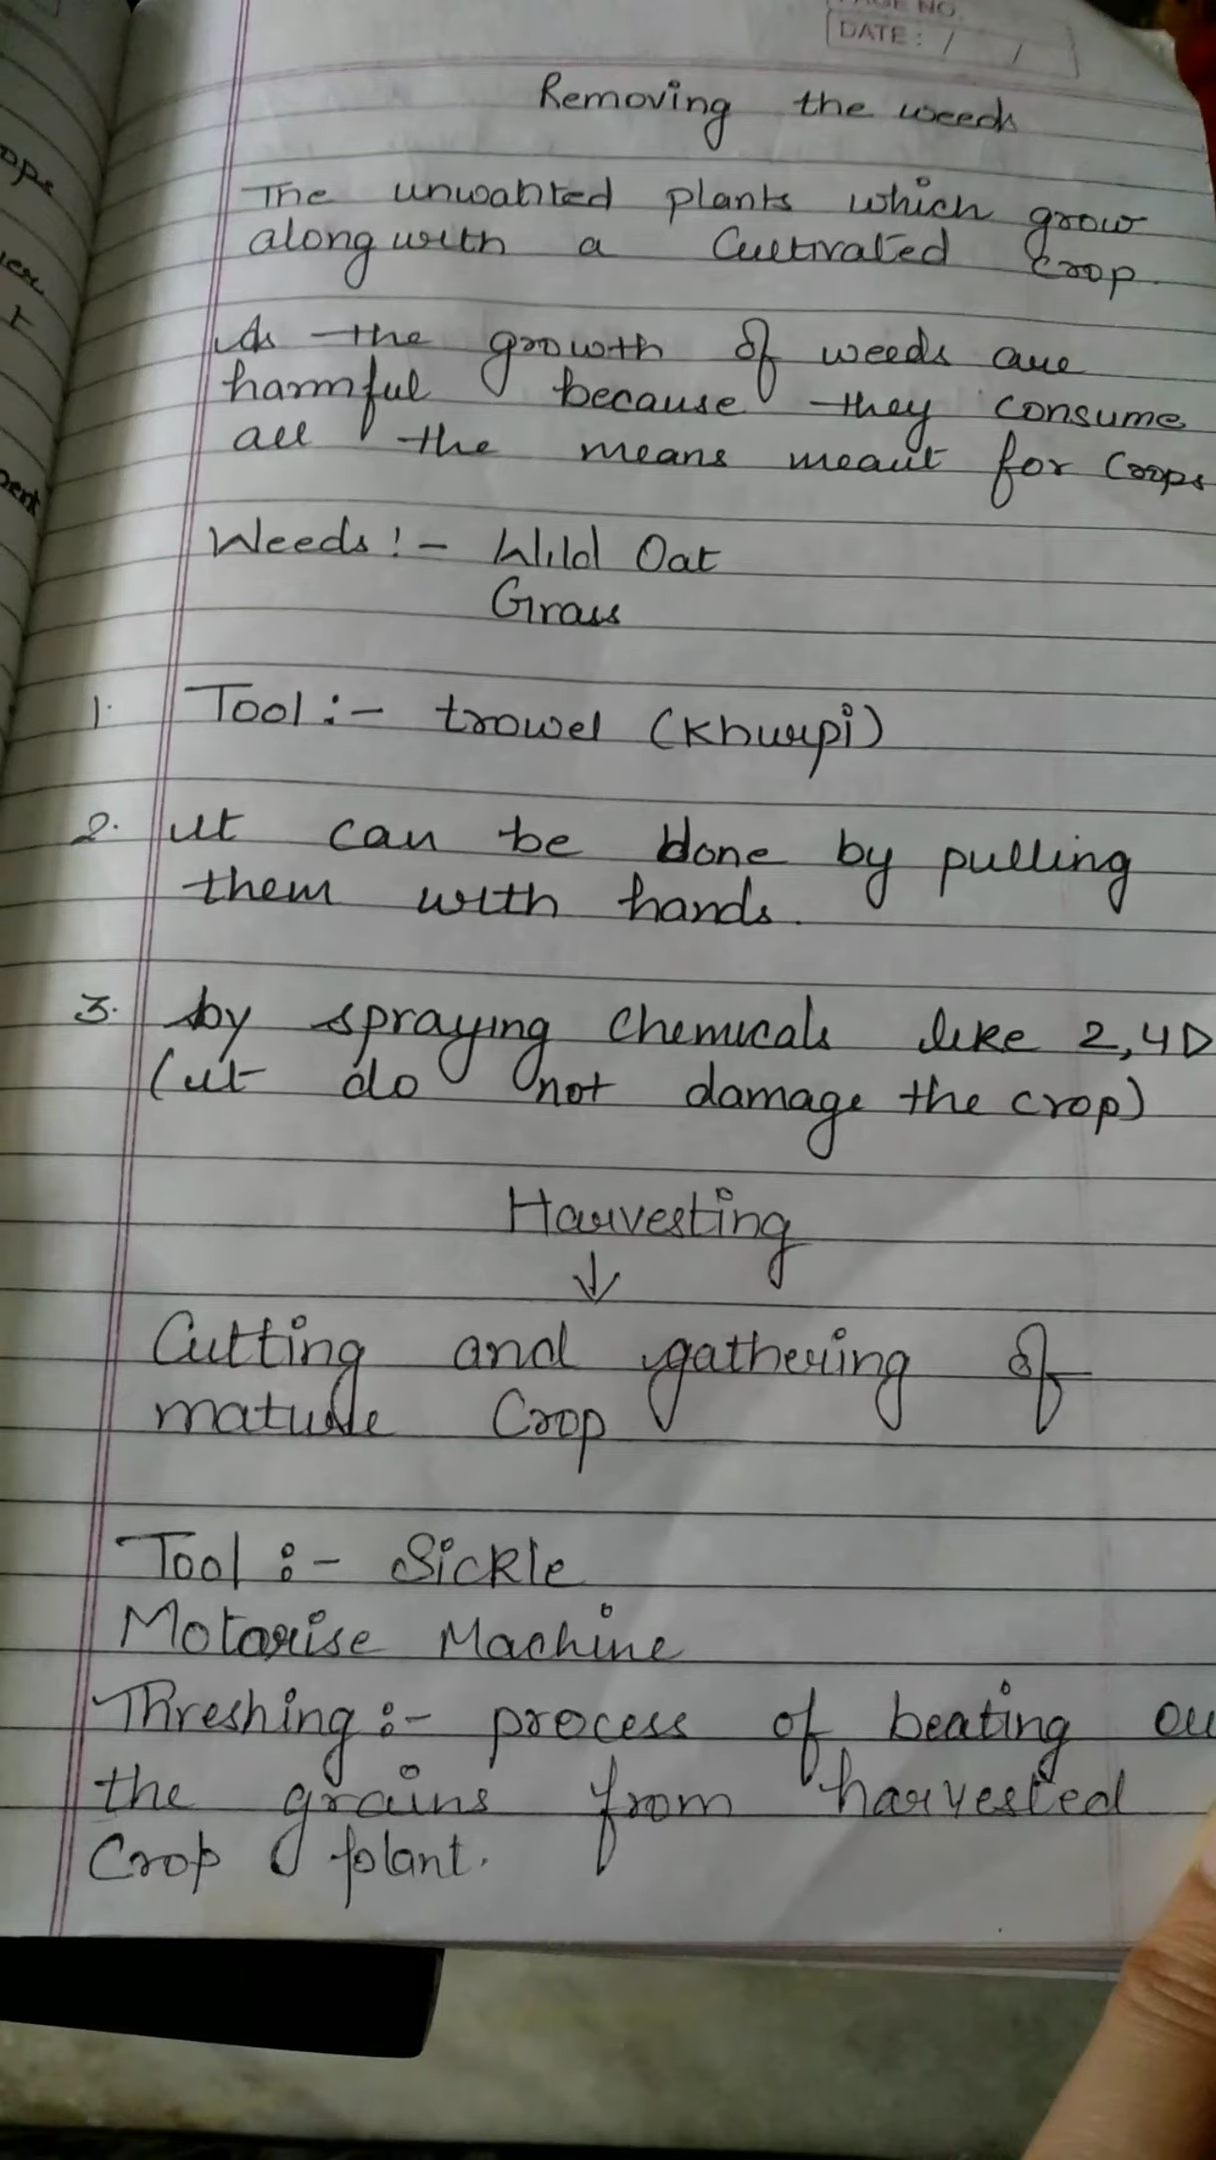 PAGE NO.
DATE: / /
Removing the weeds
The unwanted plants which grow
along with a Cultivated crop
As the growth of weeds are
harmful because they consume
all the means meant for Crops
Weeds:- Wild Oat
Grass
1. Tool:- trowel (Khurpi)
2. it can be done by pulling
them with hands.
3. by spraying chemicals like 2,4D
(it do not damage the crop)
Harvesting
↓
Cutting and gathering of
mature Crop
Tool:- Sickle
Motorise Machine
Threshing:- process of beating ou
the grains from harvested
Crop plant.